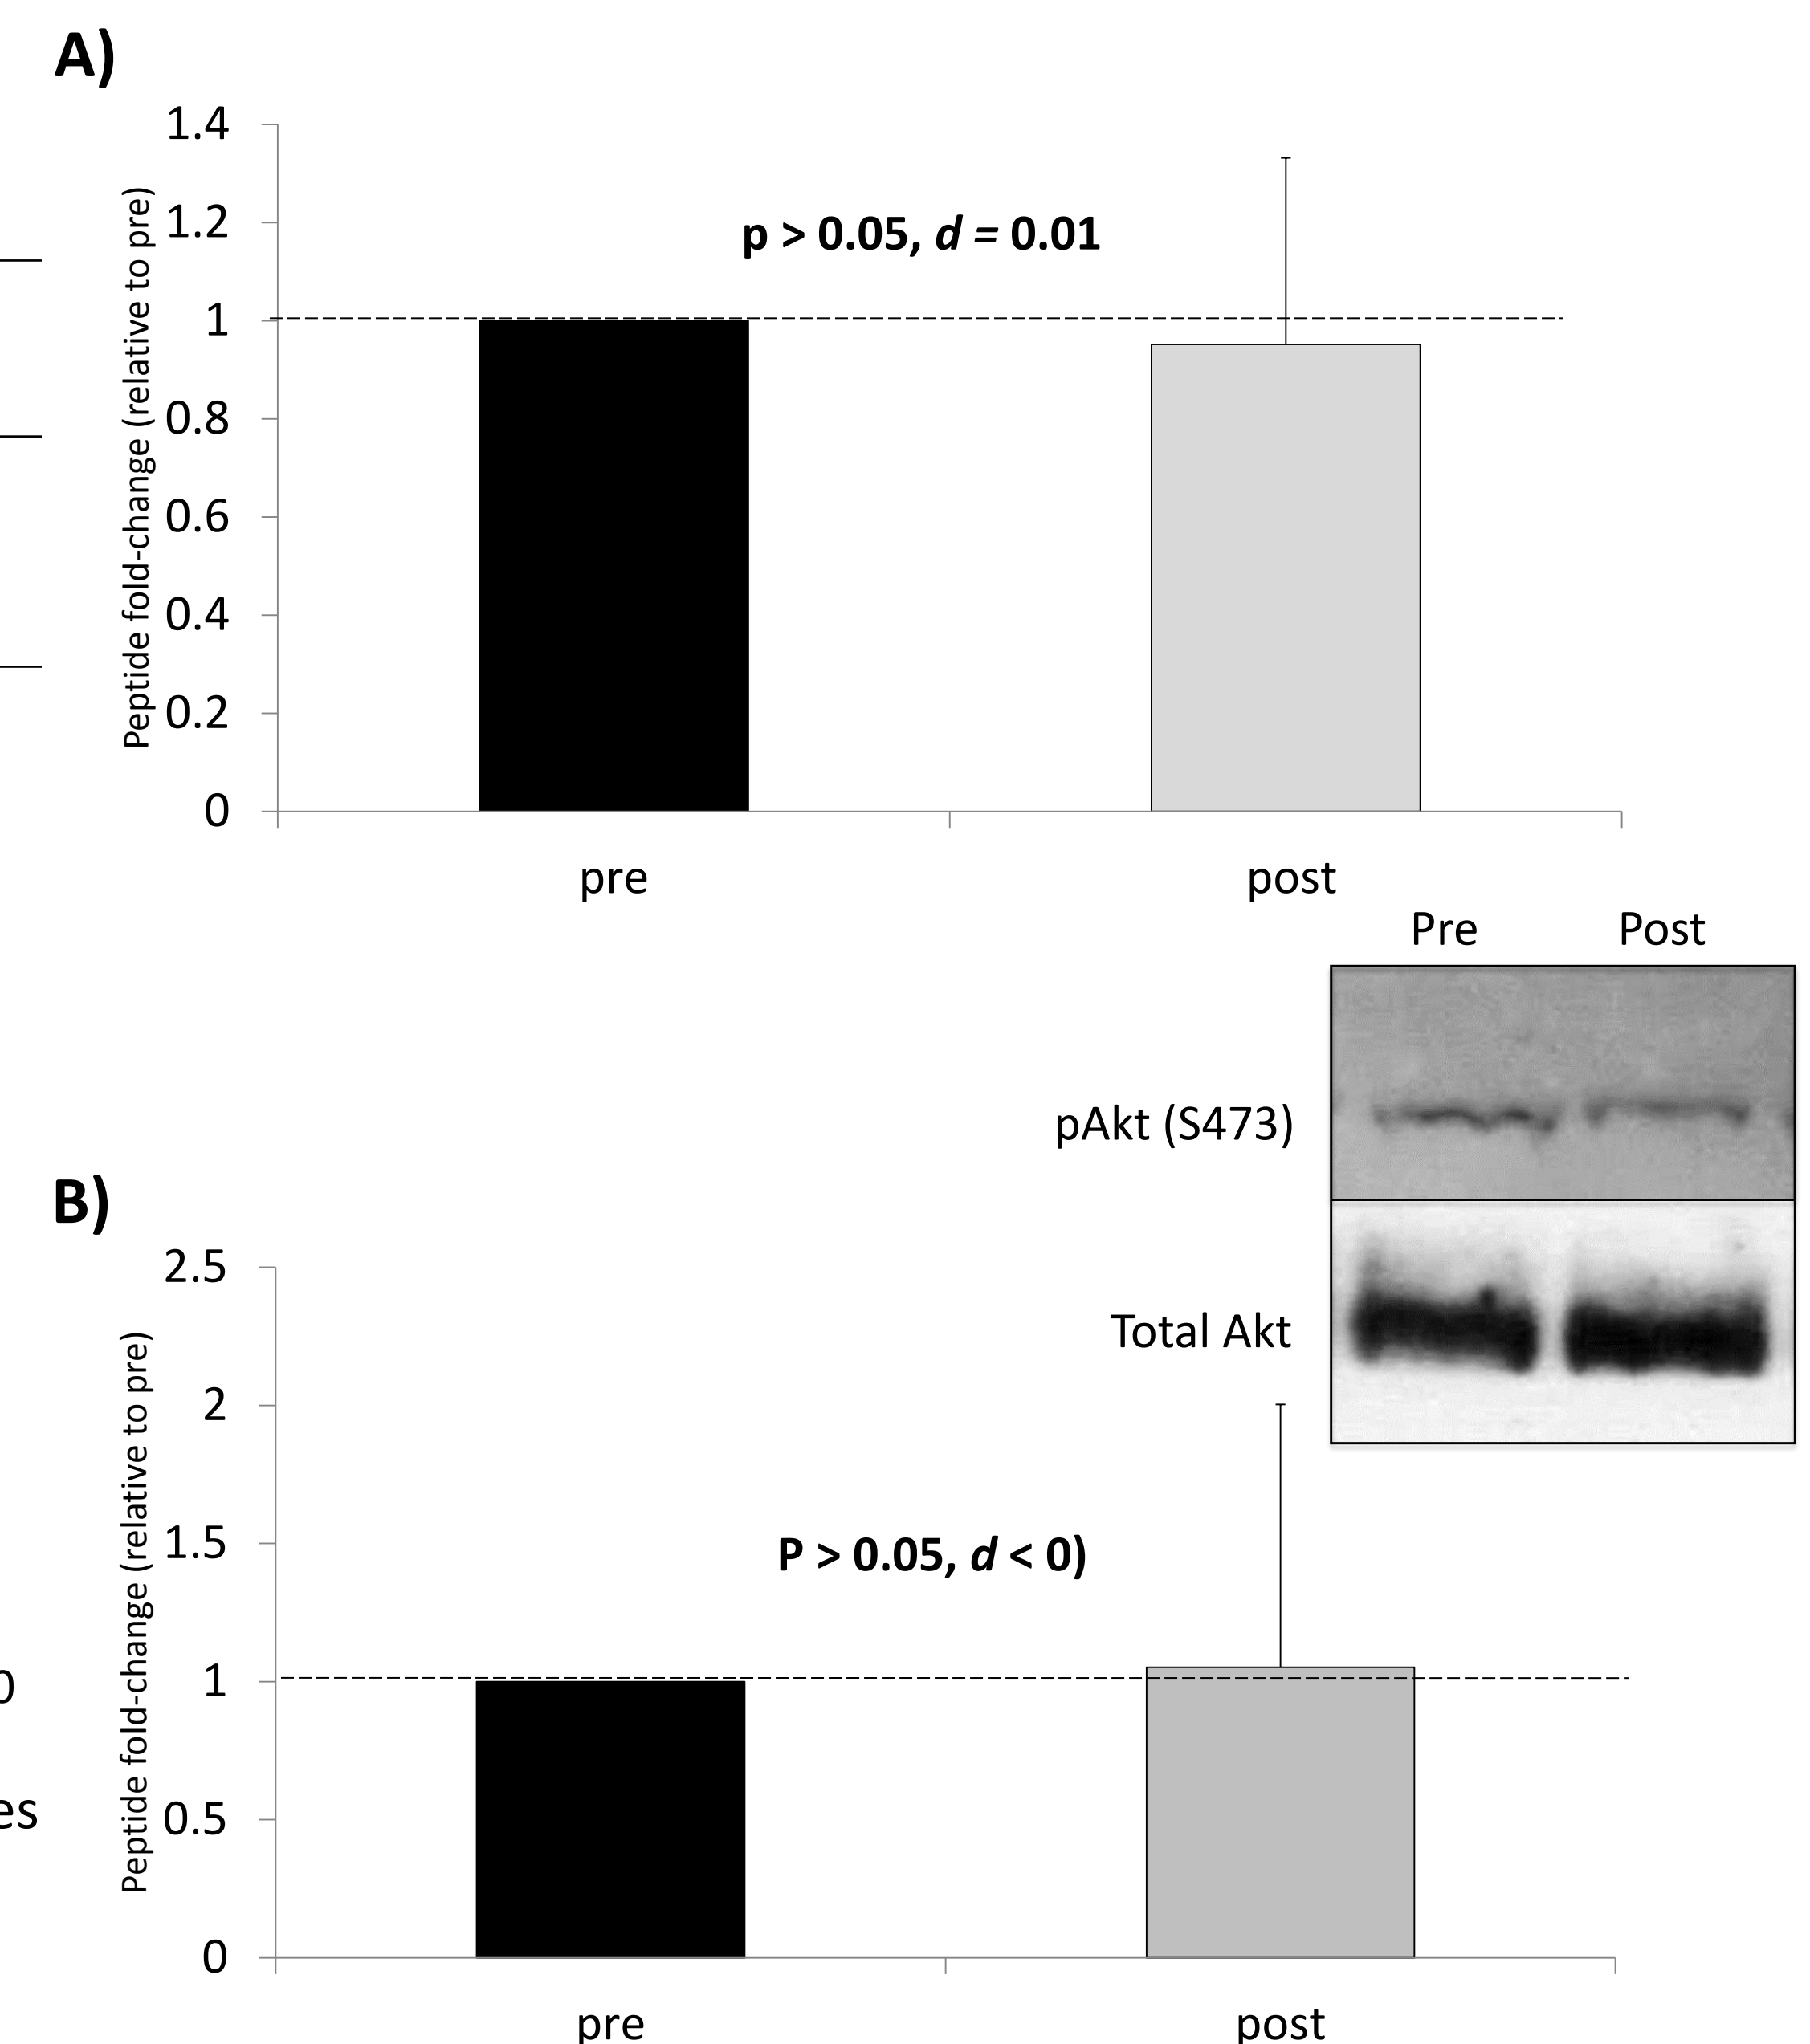 A)
1.4
1.2
1
0.8
0.6
0.4
0.2
0
Peptide fold-change (relative to pre)
p > 0.05, d = 0.01
pre post
Pre Post
pAkt (S473)
Total Akt
B)
2.5
2
1.5
1
0.5
0
Peptide fold-change (relative to pre)
P > 0.05, d < 0)
pre post
0
es